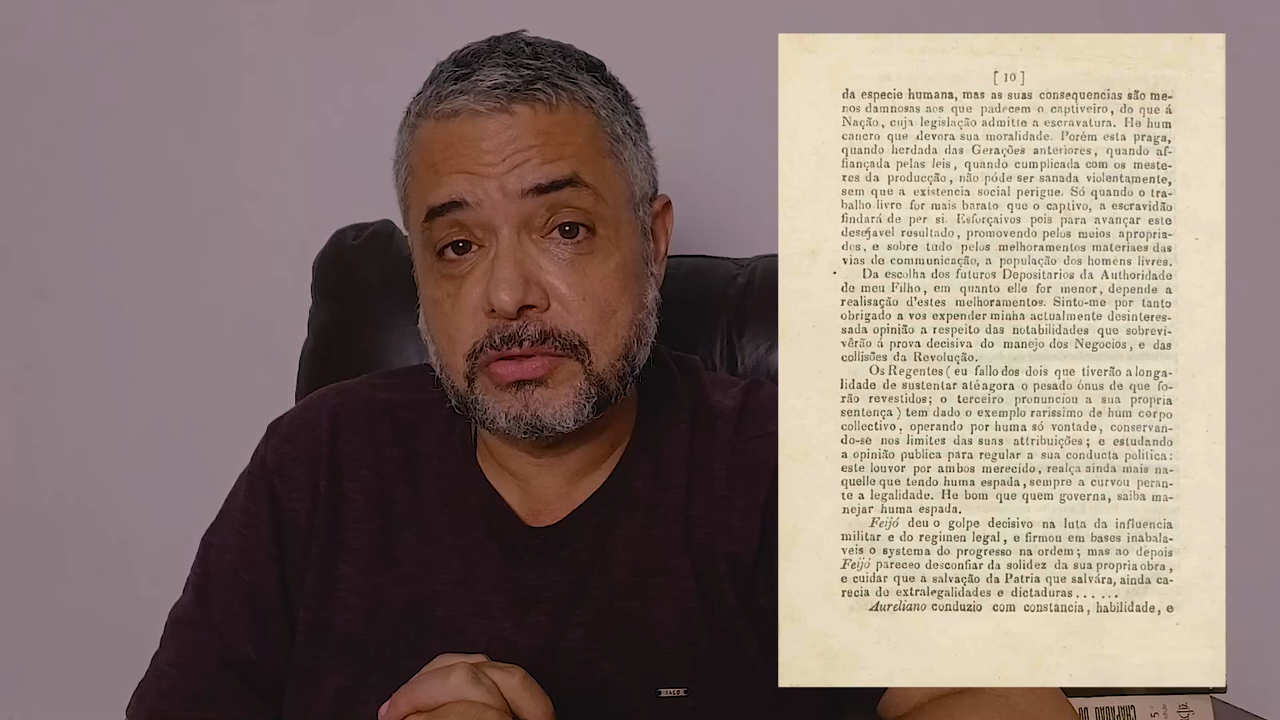 [ 10 ]
da especie humana, mas as suas consequencias são me-
nos damnosas aos que padecem o captiveiro, do que á
Nação, cuja legislação admitte a escravatura. He hum
cancro que devora sua moralidade. Porém esta praga,
quando herdada das Gerações anteriores, quando af-
fiançada pelas leis, quando cumplicada com os meste-
res da producção, não póde ser sanada violentamente,
sem que a existencia social perigue. Só quando o tra-
balho livre for mais barato que o captivo, a escravidão
findará de per si. Esforçaivos pois para avançar este
desejavel resultado, promovendo pelos meios apropria-
dos, e sobre tudo pelos melhoramentos materiaes das
vias de communicação, a população dos homens livres.
Da escolha dos futuros Depositarios da Authoridade
de meu Filho, em quanto elle for menor, depende a
realisação d'estes melhoramentos. Sinto-me por tanto
obrigado a vos expender minha actualmente desinteres-
sada opinião a respeito das notabilidades que sobrevi-
vêrão á prova decisiva do manejo dos Negocios, e das
collisões da Revolução.
Os Regentes ( eu fallo dos dois que tiverão a longa-
lidade de sustentar até agora o pesado ónus de que fo-
rão revestidos; o terceiro pronunciou a sua propria
sentença ) tem dado o exemplo rarissimo de hum corpo
collectivo, operando por huma só vontade, conservan-
do-se nos limites das suas attribuições; e estudando
a opinião publica para regular a sua conducta politica:
este louvor por ambos merecido, realça ainda mais na-
quelle que tendo huma espada, sempre a curvou peran-
te a legalidade. He bom que quem governa, saiba ma-
nejar huma espada.
Feijó deu o golpe decisivo na luta da influencia
militar e do regimen legal, e firmou em bases inabala-
veis o systema do progresso na ordem; mas ao depois
Feijó pareceo desconfiar da solidez da sua propria obra,
e cuidar que a salvação da Patria que salvára, ainda ca-
recia de extralegalidades e dictaduras . . . . . .
Aureliano conduzio com constancia, habilidade, e